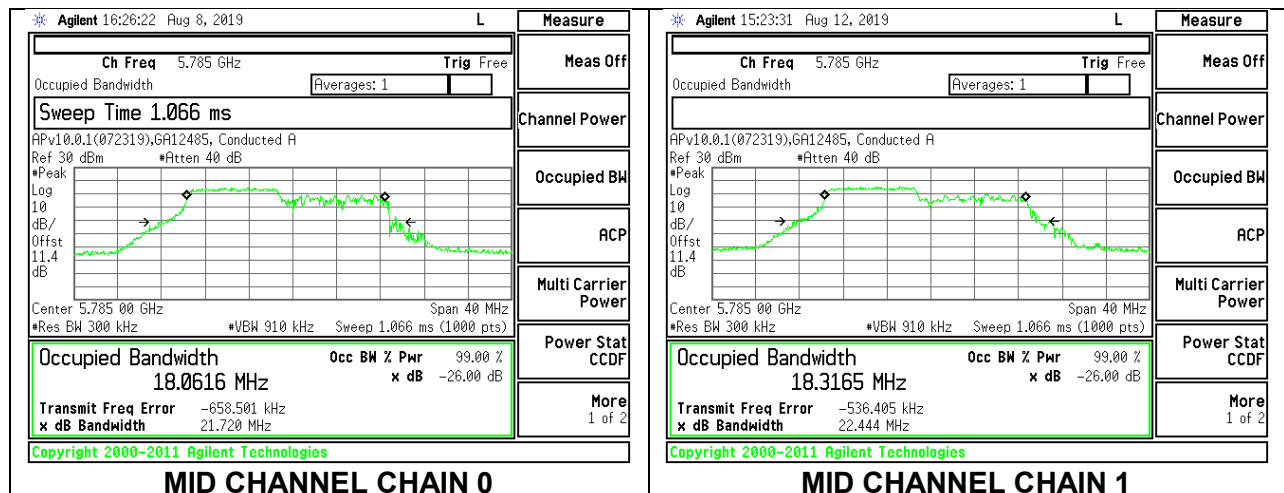 Agilent 16:26:22 Aug 8, 2019 L Measure
Ch Freq 5.785 GHz Trig Free
Occupied Bandwidth Averages: 1
Sweep Time 1.066 ms
APv10.0.1(072319),GA12485, Conducted A
Ref 30 dBm #Atten 40 dB
#Peak
Log
10
dB/
Offst
11.4
dB
Center 5.785 00 GHz Span 40 MHz
#Res BW 300 kHz #VBW 910 kHz Sweep 1.066 ms (1000 pts)
Occupied Bandwidth Occ BW % Pwr 99.00 %
18.0616 MHz x dB -26.00 dB
Transmit Freq Error -658.501 kHz
x dB Bandwidth 21.720 MHz
Copyright 2000-2011 Agilent Technologies
Meas Off
Channel Power
Occupied BW
ACP
Multi Carrier
Power
Power Stat
CCDF
More
1 of 2
MID CHANNEL CHAIN 0
Agilent 15:23:31 Aug 12, 2019 L Measure
Ch Freq 5.785 GHz Trig Free
Occupied Bandwidth Averages: 1
APv10.0.1(072319),GA12485, Conducted A
Ref 30 dBm #Atten 40 dB
#Peak
Log
10
dB/
Offst
11.4
dB
Center 5.785 00 GHz Span 40 MHz
#Res BW 300 kHz #VBW 910 kHz Sweep 1.066 ms (1000 pts)
Occupied Bandwidth Occ BW % Pwr 99.00 %
18.3165 MHz x dB -26.00 dB
Transmit Freq Error -536.405 kHz
x dB Bandwidth 22.444 MHz
Copyright 2000-2011 Agilent Technologies
Meas Off
Channel Power
Occupied BW
ACP
Multi Carrier
Power
Power Stat
CCDF
More
1 of 2
MID CHANNEL CHAIN 1